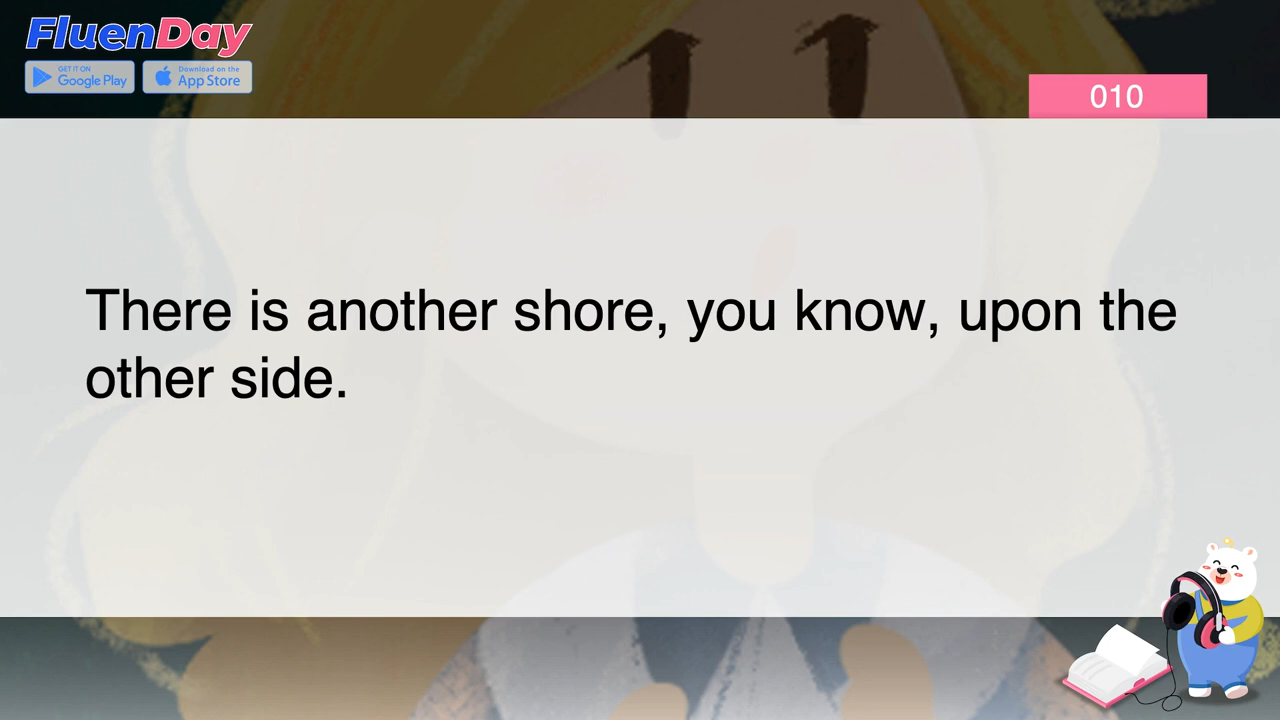 FluenDay
GET IT ON
Google Play
Download on the
App Store
010
There is another shore, you know, upon the
other side.